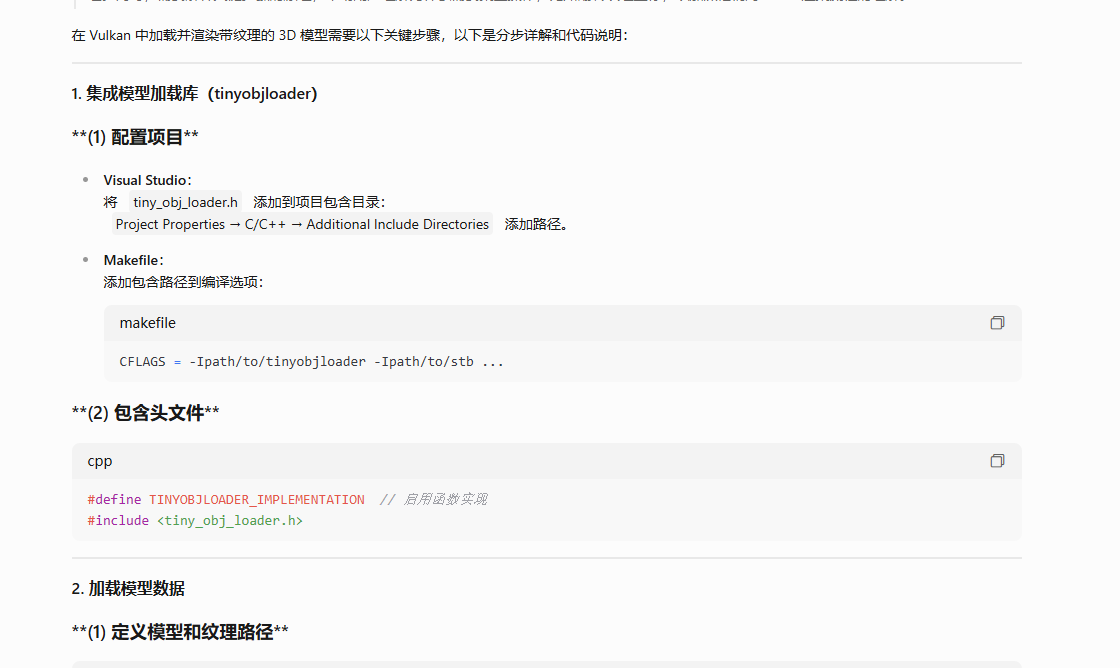 在 Vulkan 中加载并渲染带纹理的 3D 模型需要以下关键步骤，以下是分步详解和代码说明：
1. 集成模型加载库（tinyobjloader）
**(1) 配置项目**
Visual Studio：
将 tiny_obj_loader.h 添加到项目包含目录：
Project Properties → C/C++ → Additional Include Directories 添加路径。
Makefile：
添加包含路径到编译选项：
makefile
CFLAGS = -Ipath/to/tinyobjloader -Ipath/to/stb ...
**(2) 包含头文件**
cpp
#define TINYOBJLOADER_IMPLEMENTATION // 启用函数实现
#include <tiny_obj_loader.h>
2. 加载模型数据
**(1) 定义模型和纹理路径**